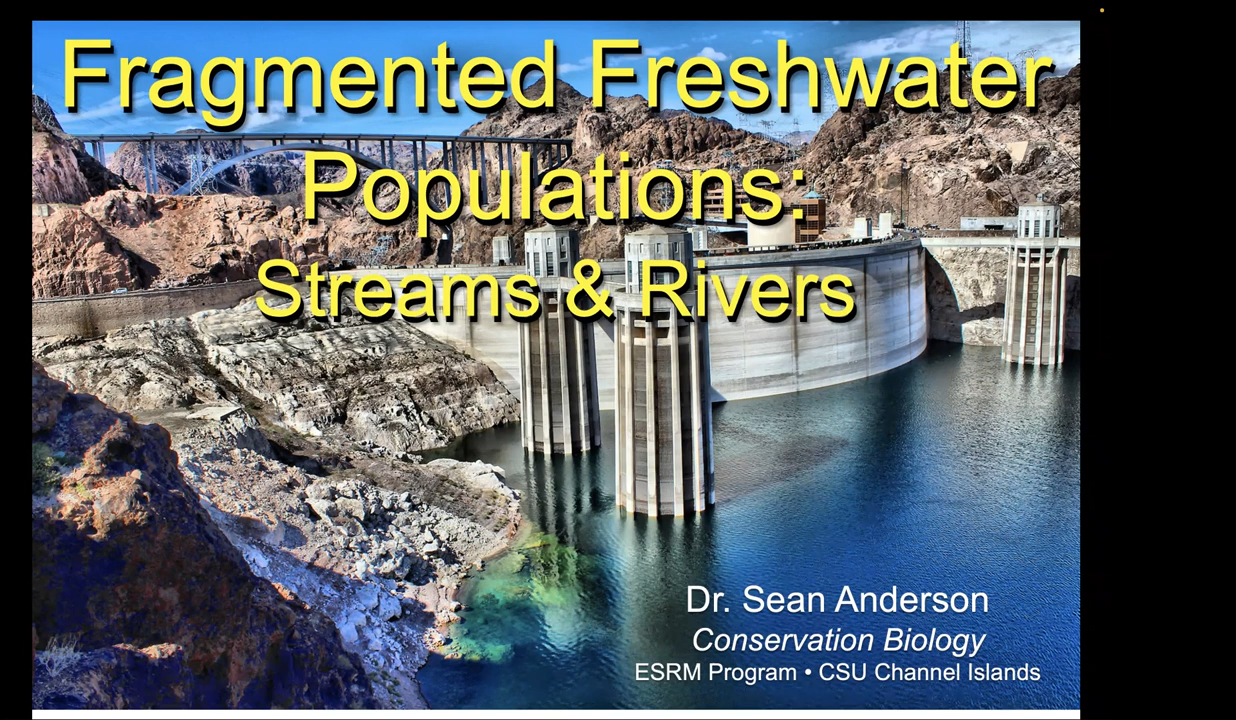 Fragmented Freshwater
Populations:
Streams & Rivers
Dr. Sean Anderson
Conservation Biology
ESRM Program • CSU Channel Islands